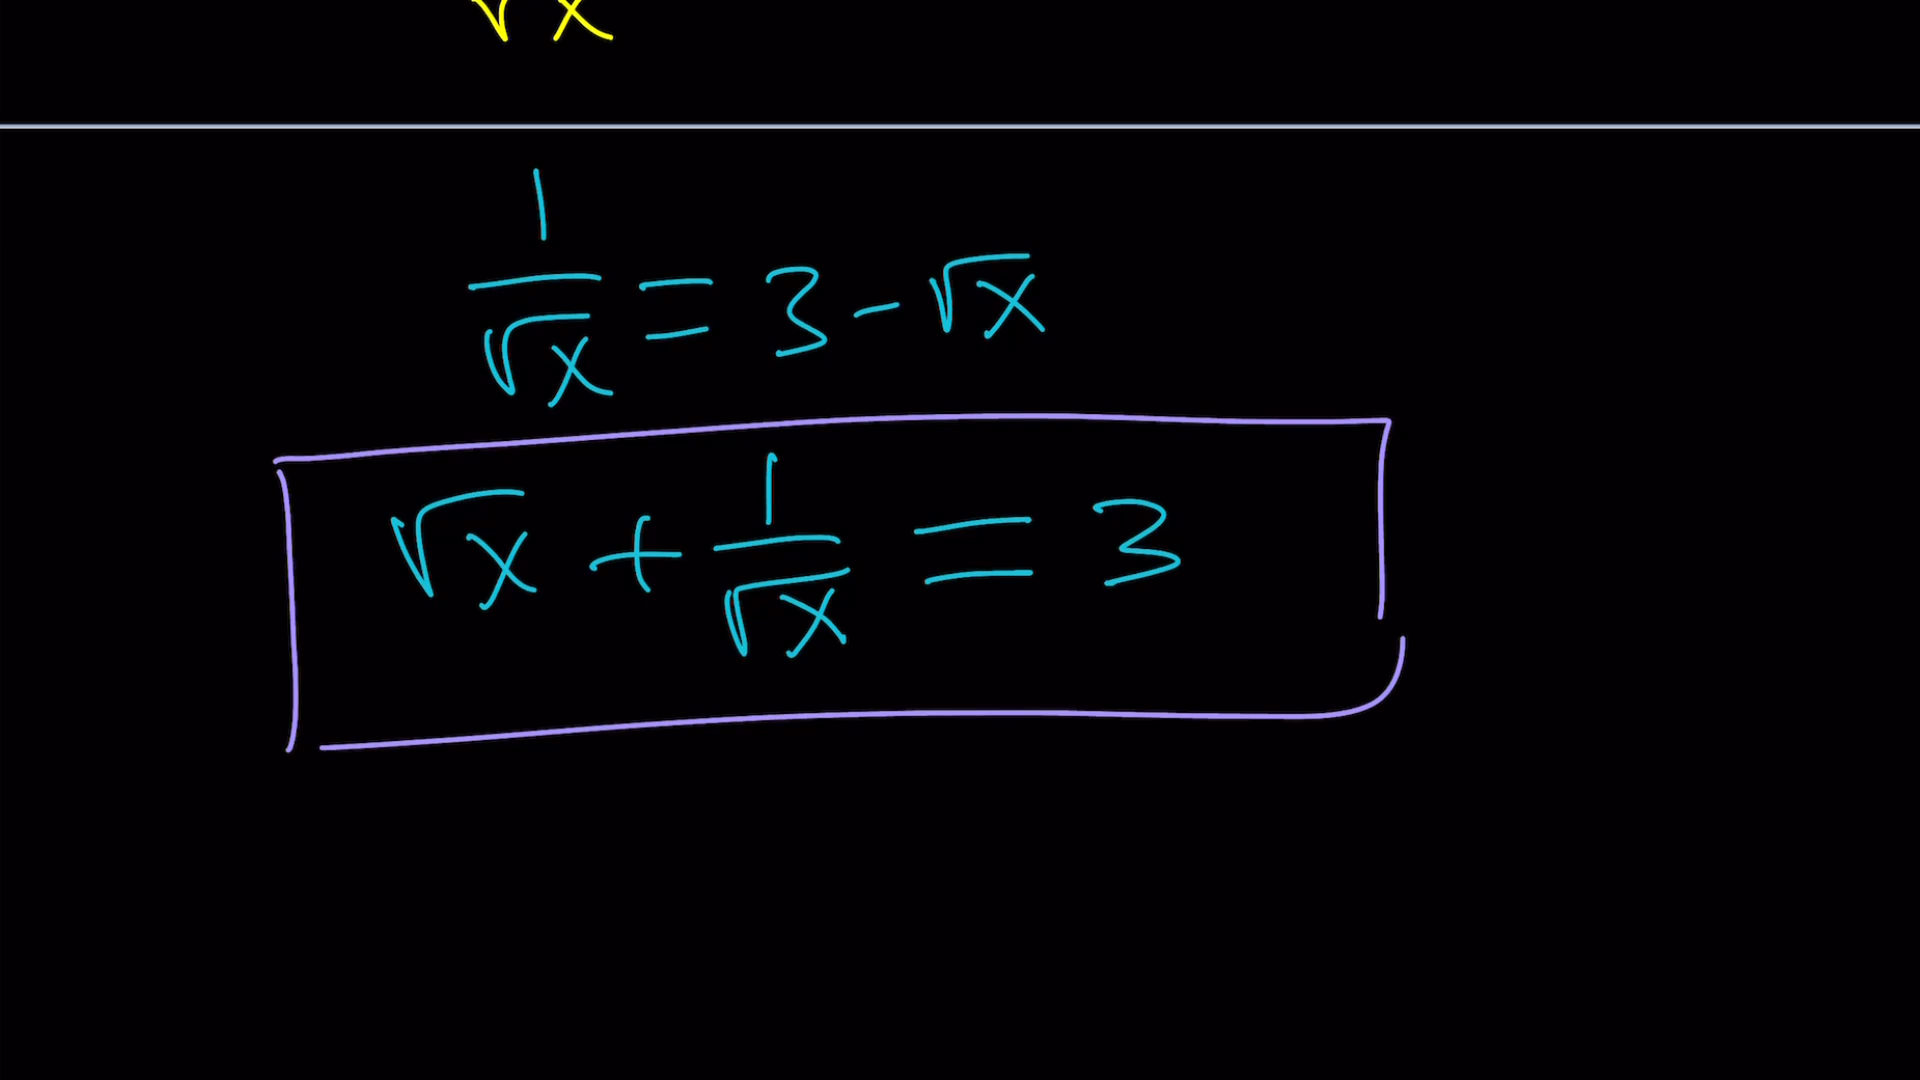 √x
1/√x = 3 - √x
√x + 1/√x = 3